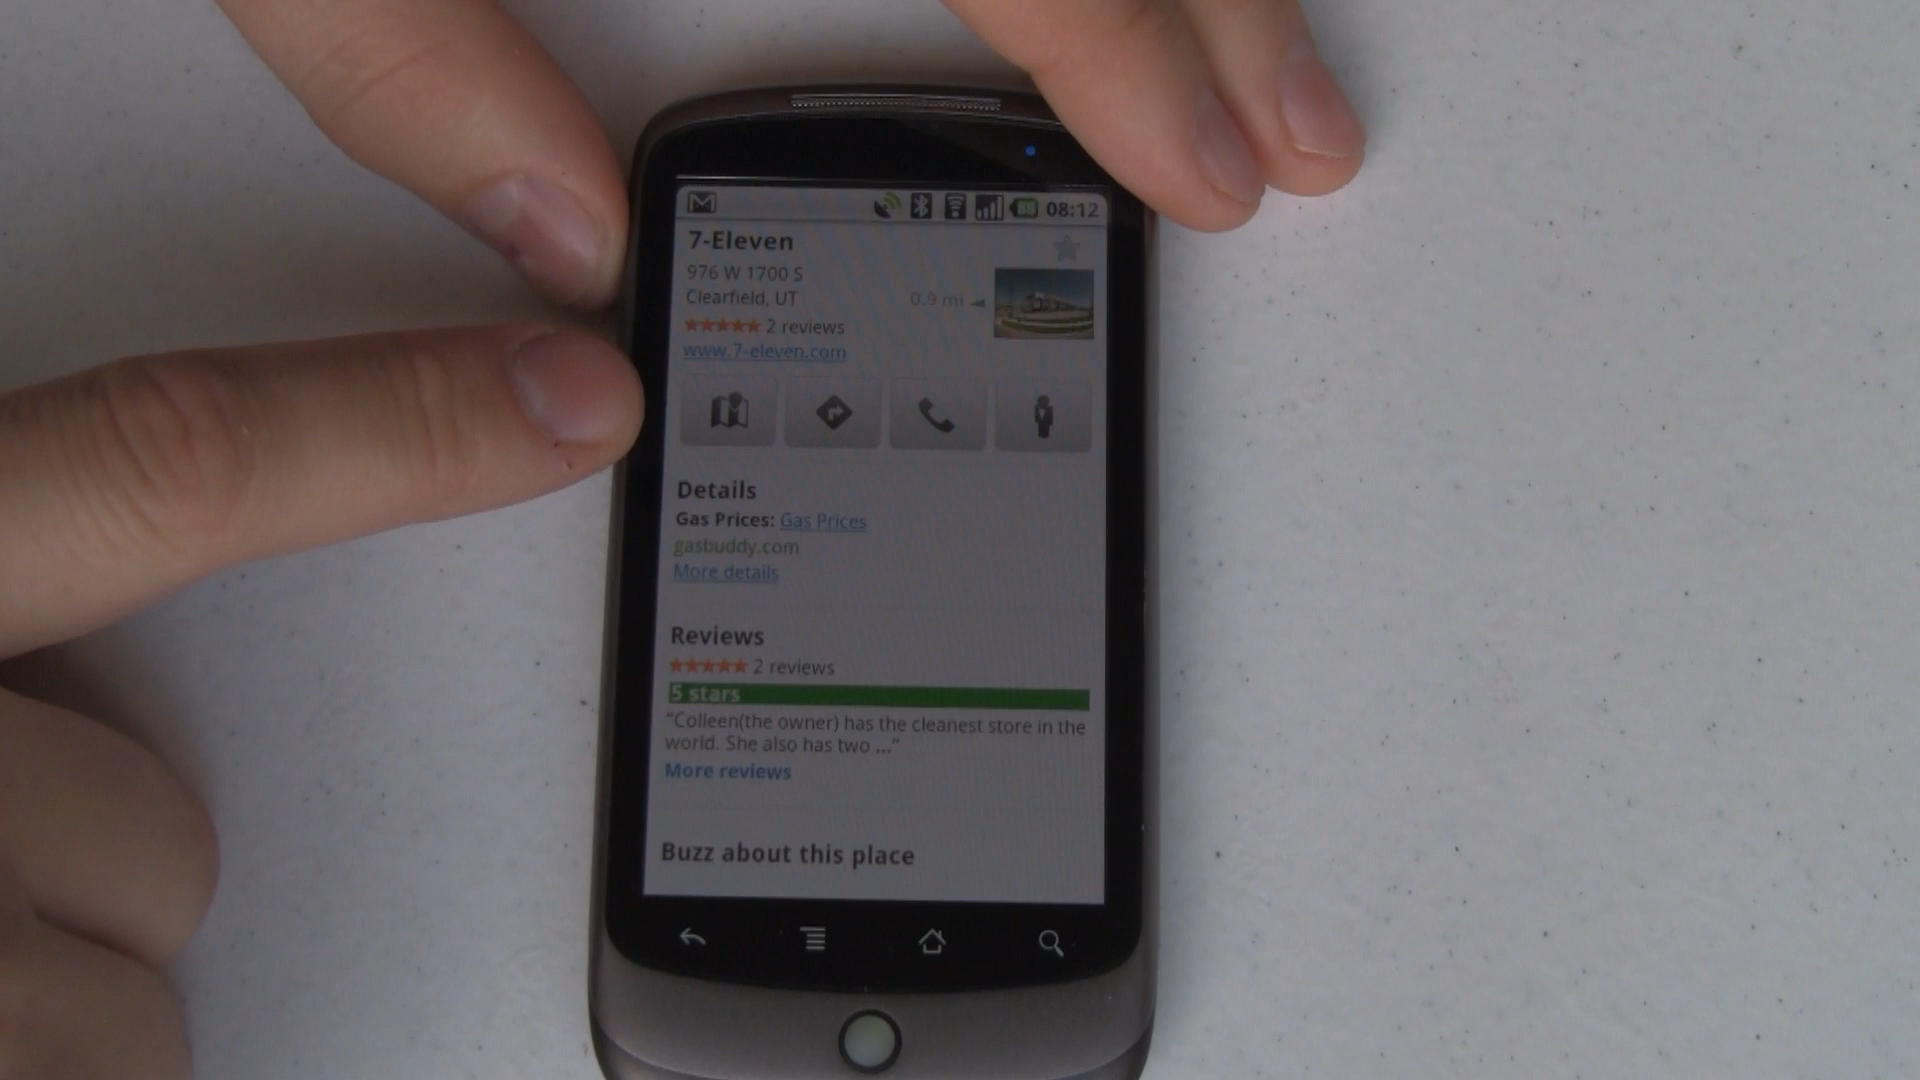 08:12
7-Eleven
976 W 1700 S
Clearfield, UT
0.9 mi
2 reviews
www.7-eleven.com
Details
Gas Prices: Gas Prices
gasbuddy.com
More details
Reviews
2 reviews
5 stars
"Colleen(the owner) has the cleanest store in the
world. She also has two ..."
More reviews
Buzz about this place